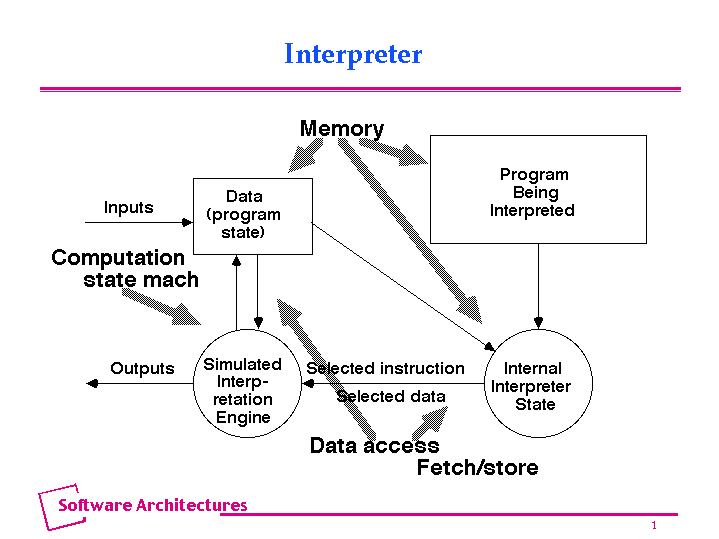 Interpreter
Memory
Program
Being
Interpreted
Inputs
Data
(program
state)
Computation
state mach
Outputs
Simulated
Interp-
retation
Engine
Selected instruction
Selected data
Internal
Interpreter
State
Data access
Fetch/store
Software Architectures
1